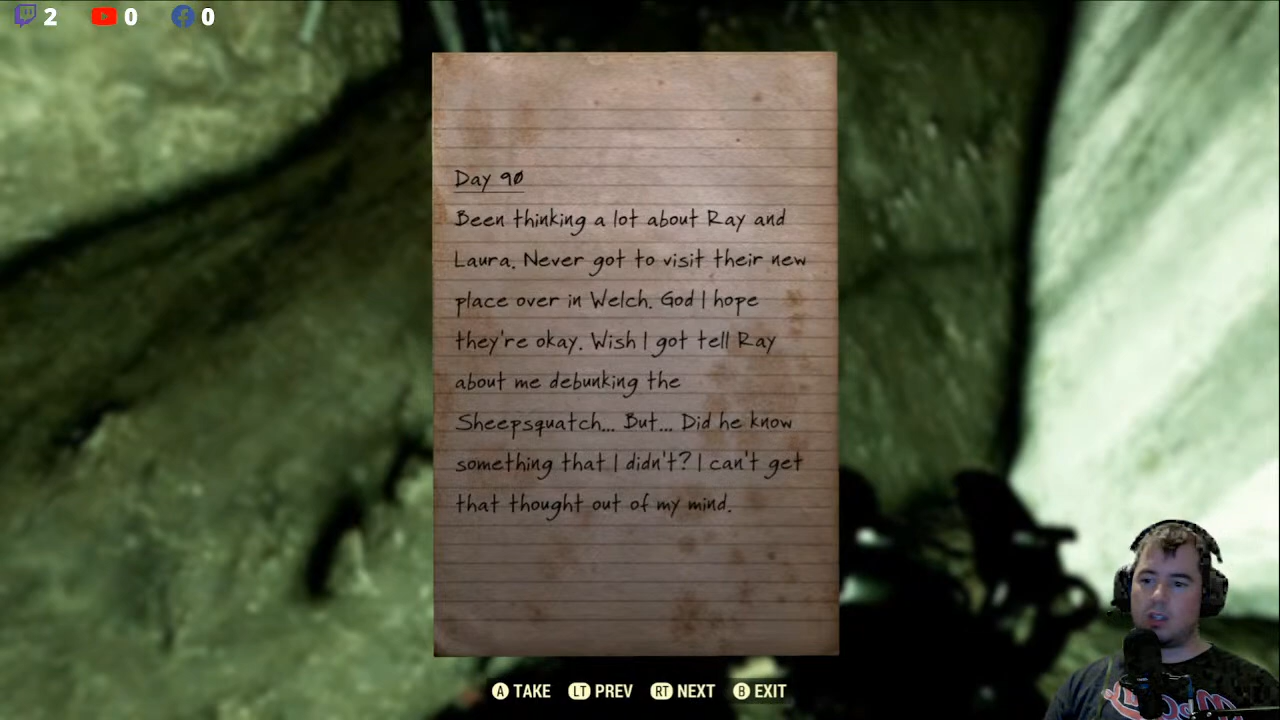 2 0 0
Day 90
Been thinking a lot about Ray and
Laura. Never got to visit their new
place over in Welch. God I hope
they're okay. Wish I got tell Ray
about me debunking the
Sheepsquatch... But... Did he know
something that I didn't? I can't get
that thought out of my mind.
A TAKE LT PREV RT NEXT B EXIT